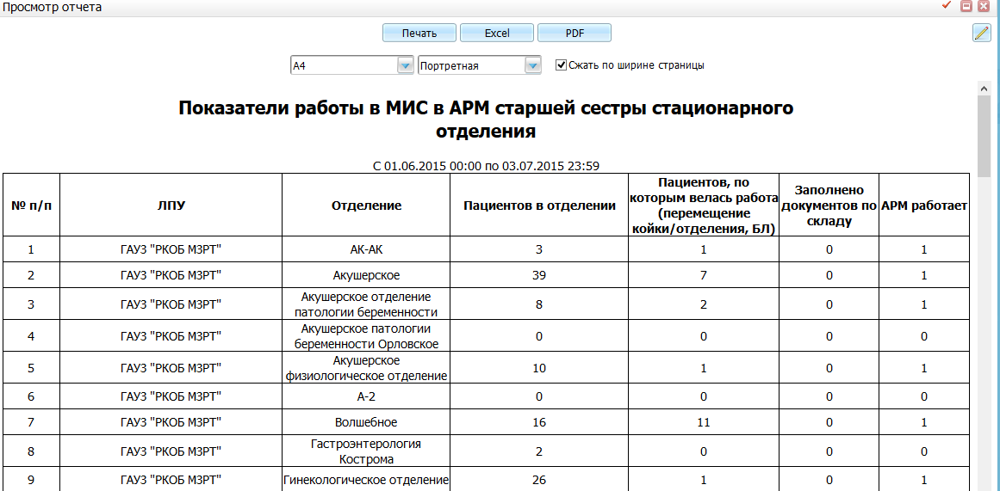 Просмотр отчета
Печать Excel PDF
A4 Портретная Сжать по ширине страницы
Показатели работы в МИС в АРМ старшей сестры стационарного
отделения
С 01.06.2015 00:00 по 03.07.2015 23:59
№ п/п ЛПУ Отделение Пациентов в отделении Пациентов, по
которым велась работа
(перемещение
койки/отделения, БЛ) Заполнено
документов по
складу АРМ работает
1 ГАУЗ "РКОБ МЗРТ" АК-АК 3 1 0 1
2 ГАУЗ "РКОБ МЗРТ" Акушерское 39 7 0 1
3 ГАУЗ "РКОБ МЗРТ" Акушерское отделение
патологии беременности 8 2 0 1
4 ГАУЗ "РКОБ МЗРТ" Акушерское патологии
беременности Орловское 0 0 0 0
5 ГАУЗ "РКОБ МЗРТ" Акушерское
физиологическое отделение 10 1 0 1
6 ГАУЗ "РКОБ МЗРТ" А-2 0 0 0 0
7 ГАУЗ "РКОБ МЗРТ" Волшебное 16 11 0 1
8 ГАУЗ "РКОБ МЗРТ" Гастроэнтерология
Кострома 2 0 0 0
9 ГАУЗ "РКОБ МЗРТ" Гинекологическое отделение 26 1 0 1